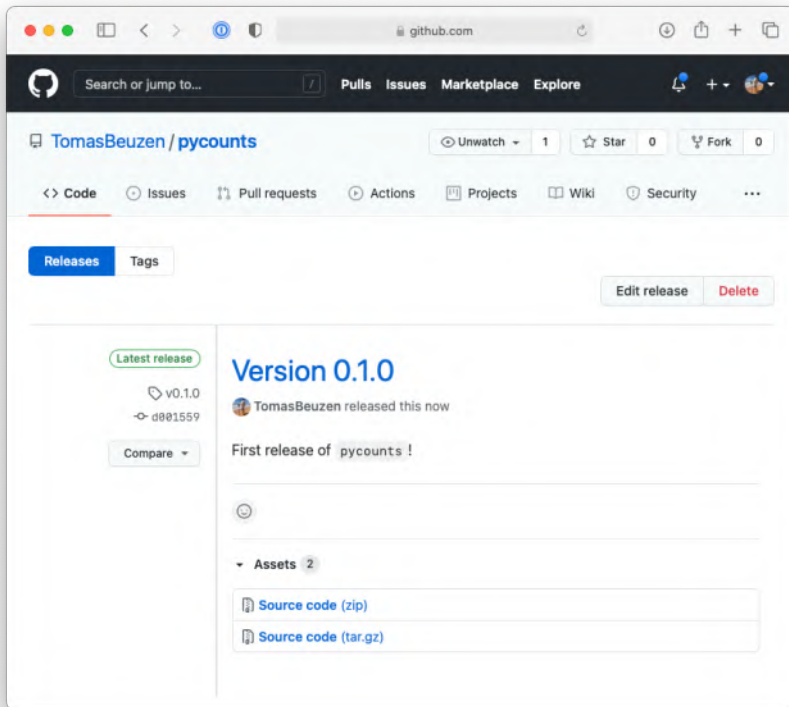 github.com
Search or jump to... / Pulls Issues Marketplace Explore
TomasBeuzen / pycounts Unwatch 1 Star 0 Fork 0
<> Code Issues Pull requests Actions Projects Wiki Security ...
Releases Tags
Edit release Delete
Latest release
Version 0.1.0
v0.1.0
TomasBeuzen released this now
d001559
Compare
First release of pycounts !
Assets 2
Source code (zip)
Source code (tar.gz)